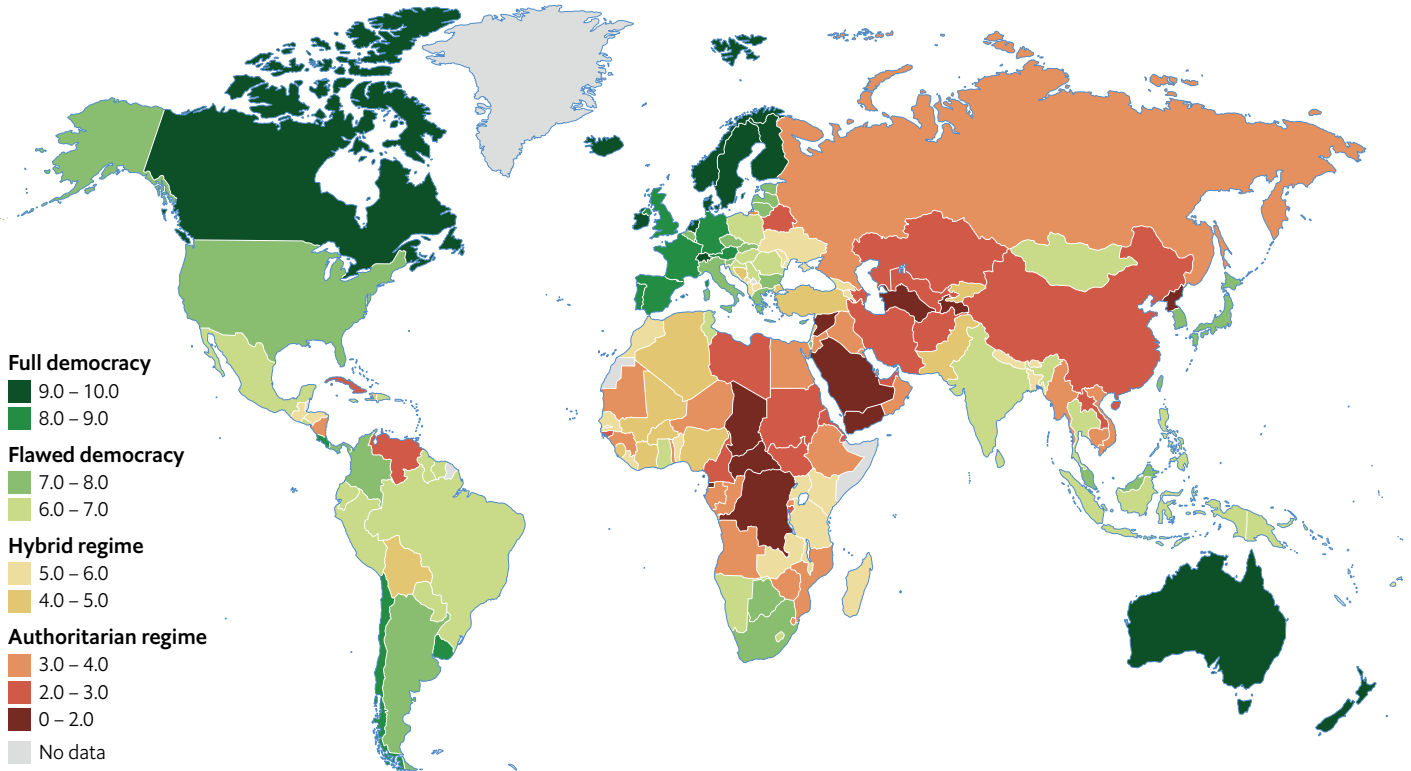 Full democracy
9.0 – 10.0
8.0 – 9.0
Flawed democracy
7.0 – 8.0
6.0 – 7.0
Hybrid regime
5.0 – 6.0
4.0 – 5.0
Authoritarian regime
3.0 – 4.0
2.0 – 3.0
0 – 2.0
No data